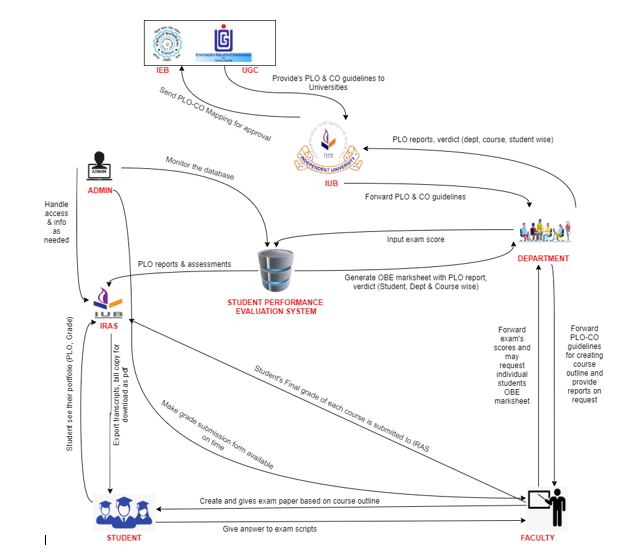 IEB
UGC
Provide's PLO & CO guidelines to
Universities
Send PLO-CO Mapping for approval
INDEPENDENT UNIVERSITY
IUB
PLO reports, verdict (dept, course, student wise)
Forward PLO & CO guidelines
Monitor the database
ADMIN
ADMIN
Handle
access
& info
as
needed
Input exam score
DEPARTMENT
PLO reports & assessments
Generate OBE marksheet with PLO report,
verdict (Student, Dept & Course wise)
STUDENT PERFORMANCE
EVALUATION SYSTEM
IUB
IRAS
Student see their portfolio (PLO, Grade)
Export transcripts, bill copy for
download as pdf
Make grade submission form available
on time
Student's Final grade of each course is submitted to IRAS
Forward
exam's
scores and
may
request
individual
students
OBE
marksheet
Forward
PLO-CO
guidelines
for creating
course
outline and
provide
reports on
request
Create and gives exam paper based on course outline
Give answer to exam scripts
STUDENT
FACULTY